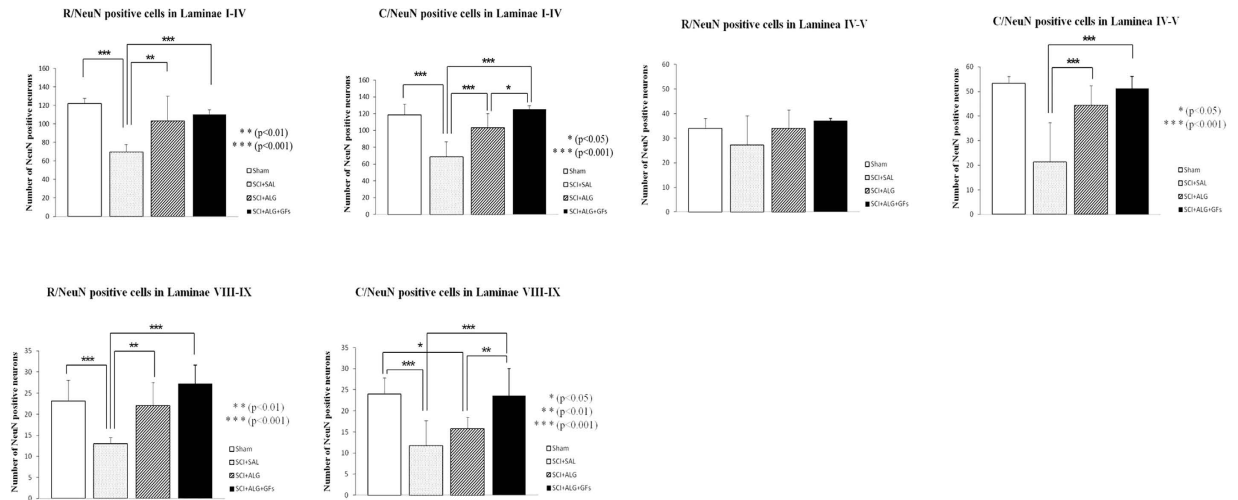 R/NeuN positive cells in Laminae I-IV
Number of NeuN positive neurons
160
140
120
100
80
60
40
20
0
***
***
**
** (p<0.01)
*** (p<0.001)
Sham
SCI+SAL
SCI+ALG
SCI+ALG+GFs
C/NeuN positive cells in Laminae I-IV
Number of NeuN positive neurons
160
140
120
100
80
60
40
20
0
***
***
***
*
* (p<0.05)
*** (p<0.001)
Sham
SCI+SAL
SCI+ALG
SCI+ALG+GFs
R/NeuN positive cells in Laminea IV-V
Number of NeuN positive neurons
60
50
40
30
20
10
0
Sham
SCI+SAL
SCI+ALG
SCI+ALG+GFs
C/NeuN positive cells in Laminea IV-V
Number of NeuN positive neurons
60
50
40
30
20
10
0
***
***
* (p<0.05)
*** (p<0.001)
Sham
SCI+SAL
SCI+ALG
SCI+ALG+GFs
R/NeuN positive cells in Laminae VIII-IX
Number of NeuN positive neurons
35
30
25
20
15
10
5
0
***
***
**
** (p<0.01)
*** (p<0.001)
Sham
SCI+SAL
SCI+ALG
SCI+ALG+GFs
C/NeuN positive cells in Laminae VIII-IX
Number of NeuN positive neurons
35
30
25
20
15
10
5
0
***
*
**
***
* (p<0.05)
** (p<0.01)
*** (p<0.001)
Sham
SCI+SAL
SCI+ALG
SCI+ALG+GFs